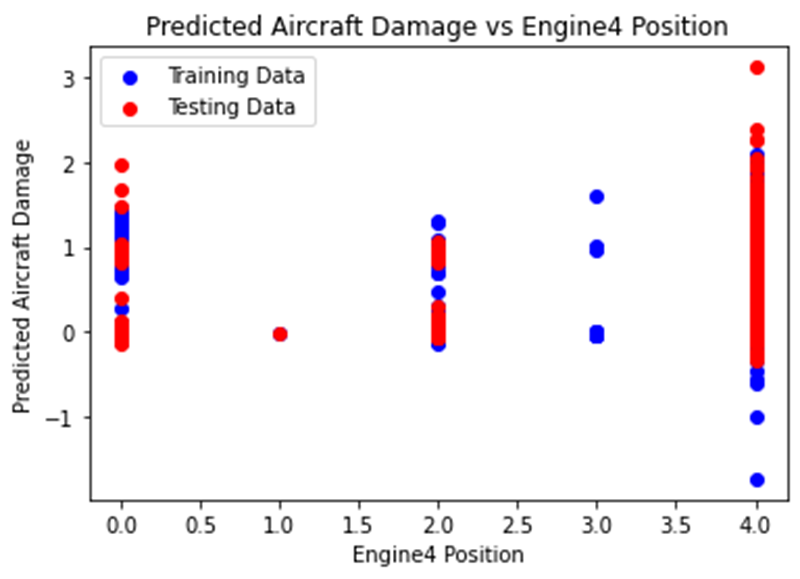 Predicted Aircraft Damage vs Engine4 Position
Training Data
Testing Data
Predicted Aircraft Damage
3
2
1
0
−1
0.0 0.5 1.0 1.5 2.0 2.5 3.0 3.5 4.0
Engine4 Position